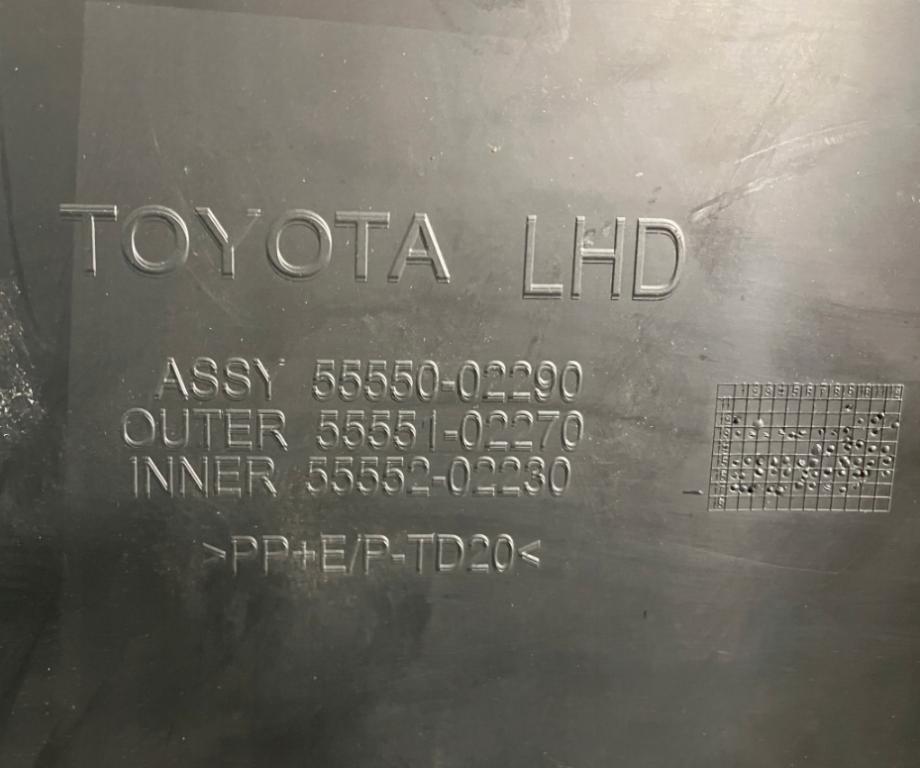 TOYOTA LHD
ASSY 55550-02290
OUTER 55551-02270
INNER 55552-02230
>PP+E/P-TD20<